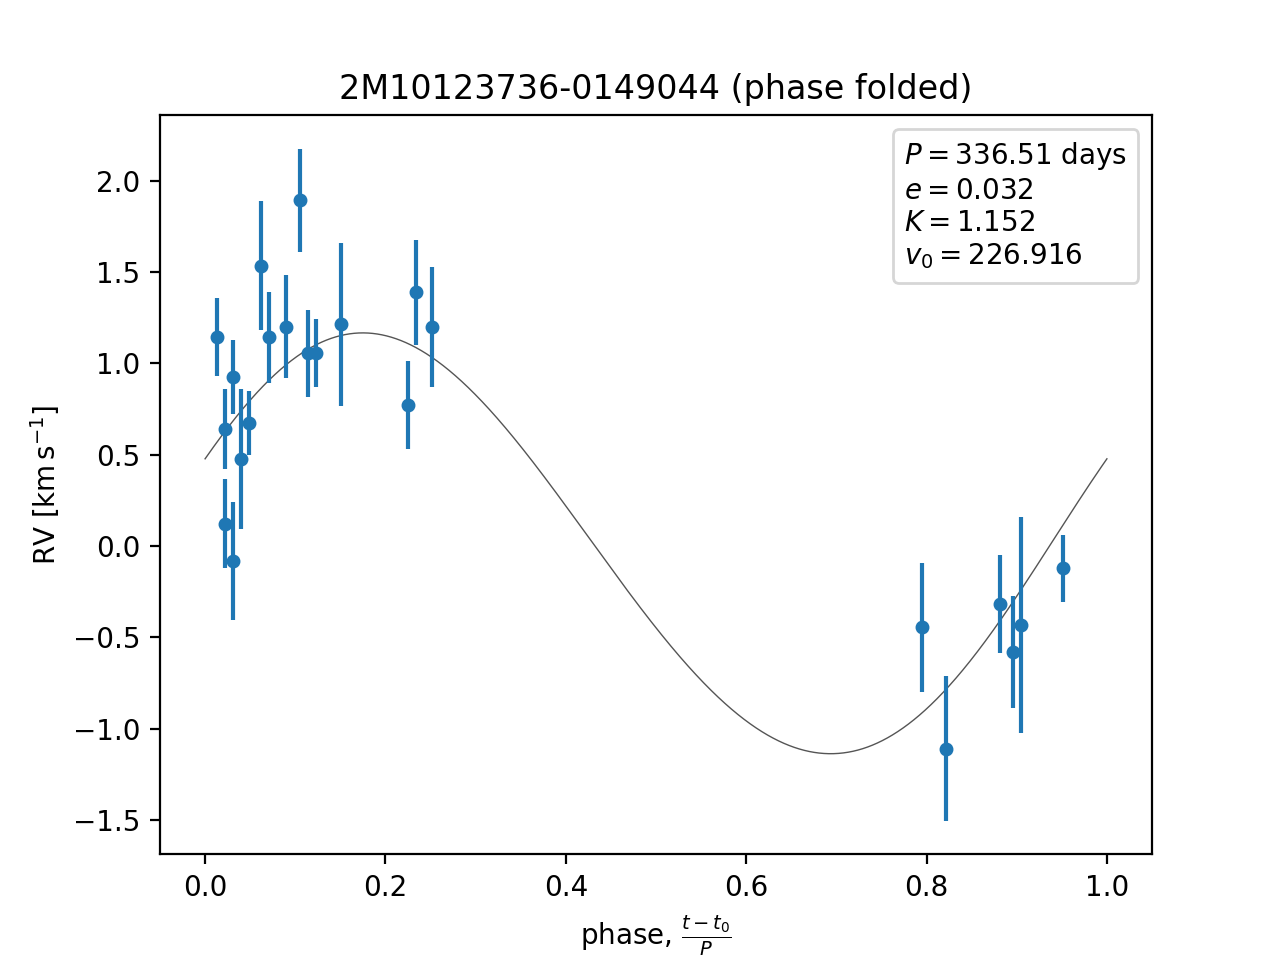 2M10123736-0149044 (phase folded)
P = 336.51 days
e = 0.032
K = 1.152
v₀ = 226.916
2.0
1.5
1.0
0.5
0.0
−0.5
−1.0
−1.5
RV [km s⁻¹]
0.0 0.2 0.4 0.6 0.8 1.0
phase, (t − t₀)/P